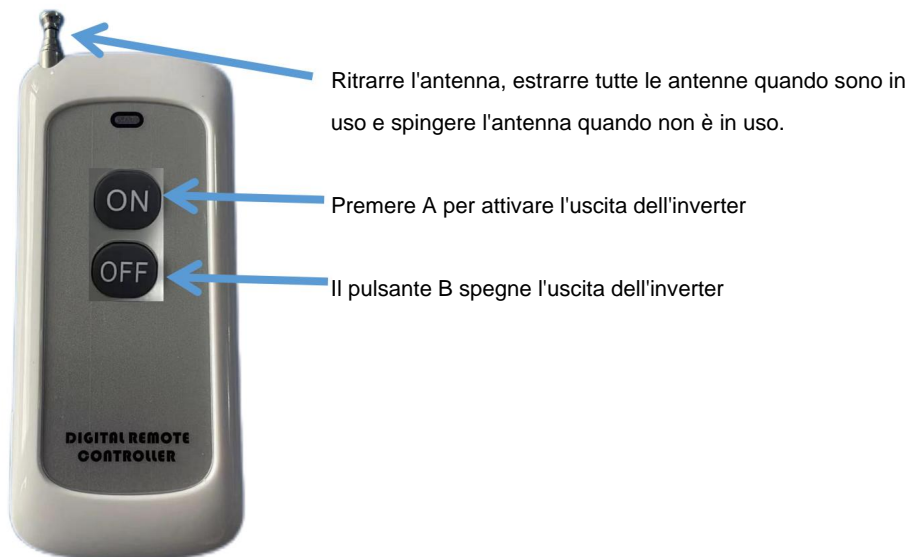 Ritrarre l'antenna, estrarre tutte le antenne quando sono in
uso e spingere l'antenna quando non è in uso.
ON
Premere A per attivare l'uscita dell'inverter
OFF
Il pulsante B spegne l'uscita dell'inverter
DIGITAL REMOTE
CONTROLLER